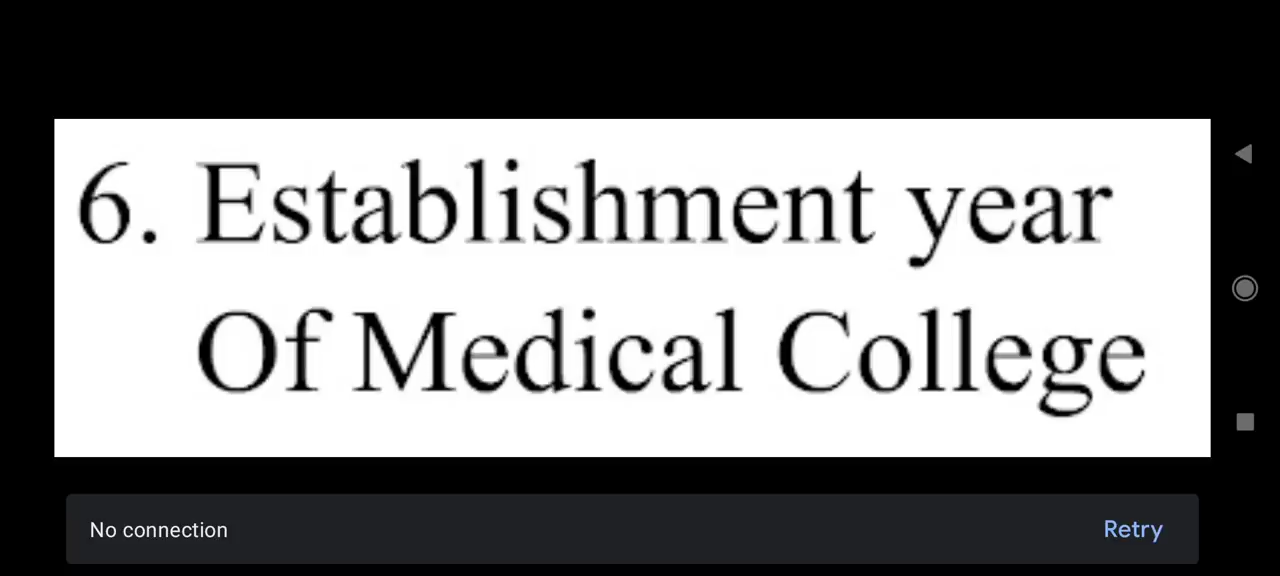 6. Establishment year
Of Medical College
No connection
Retry